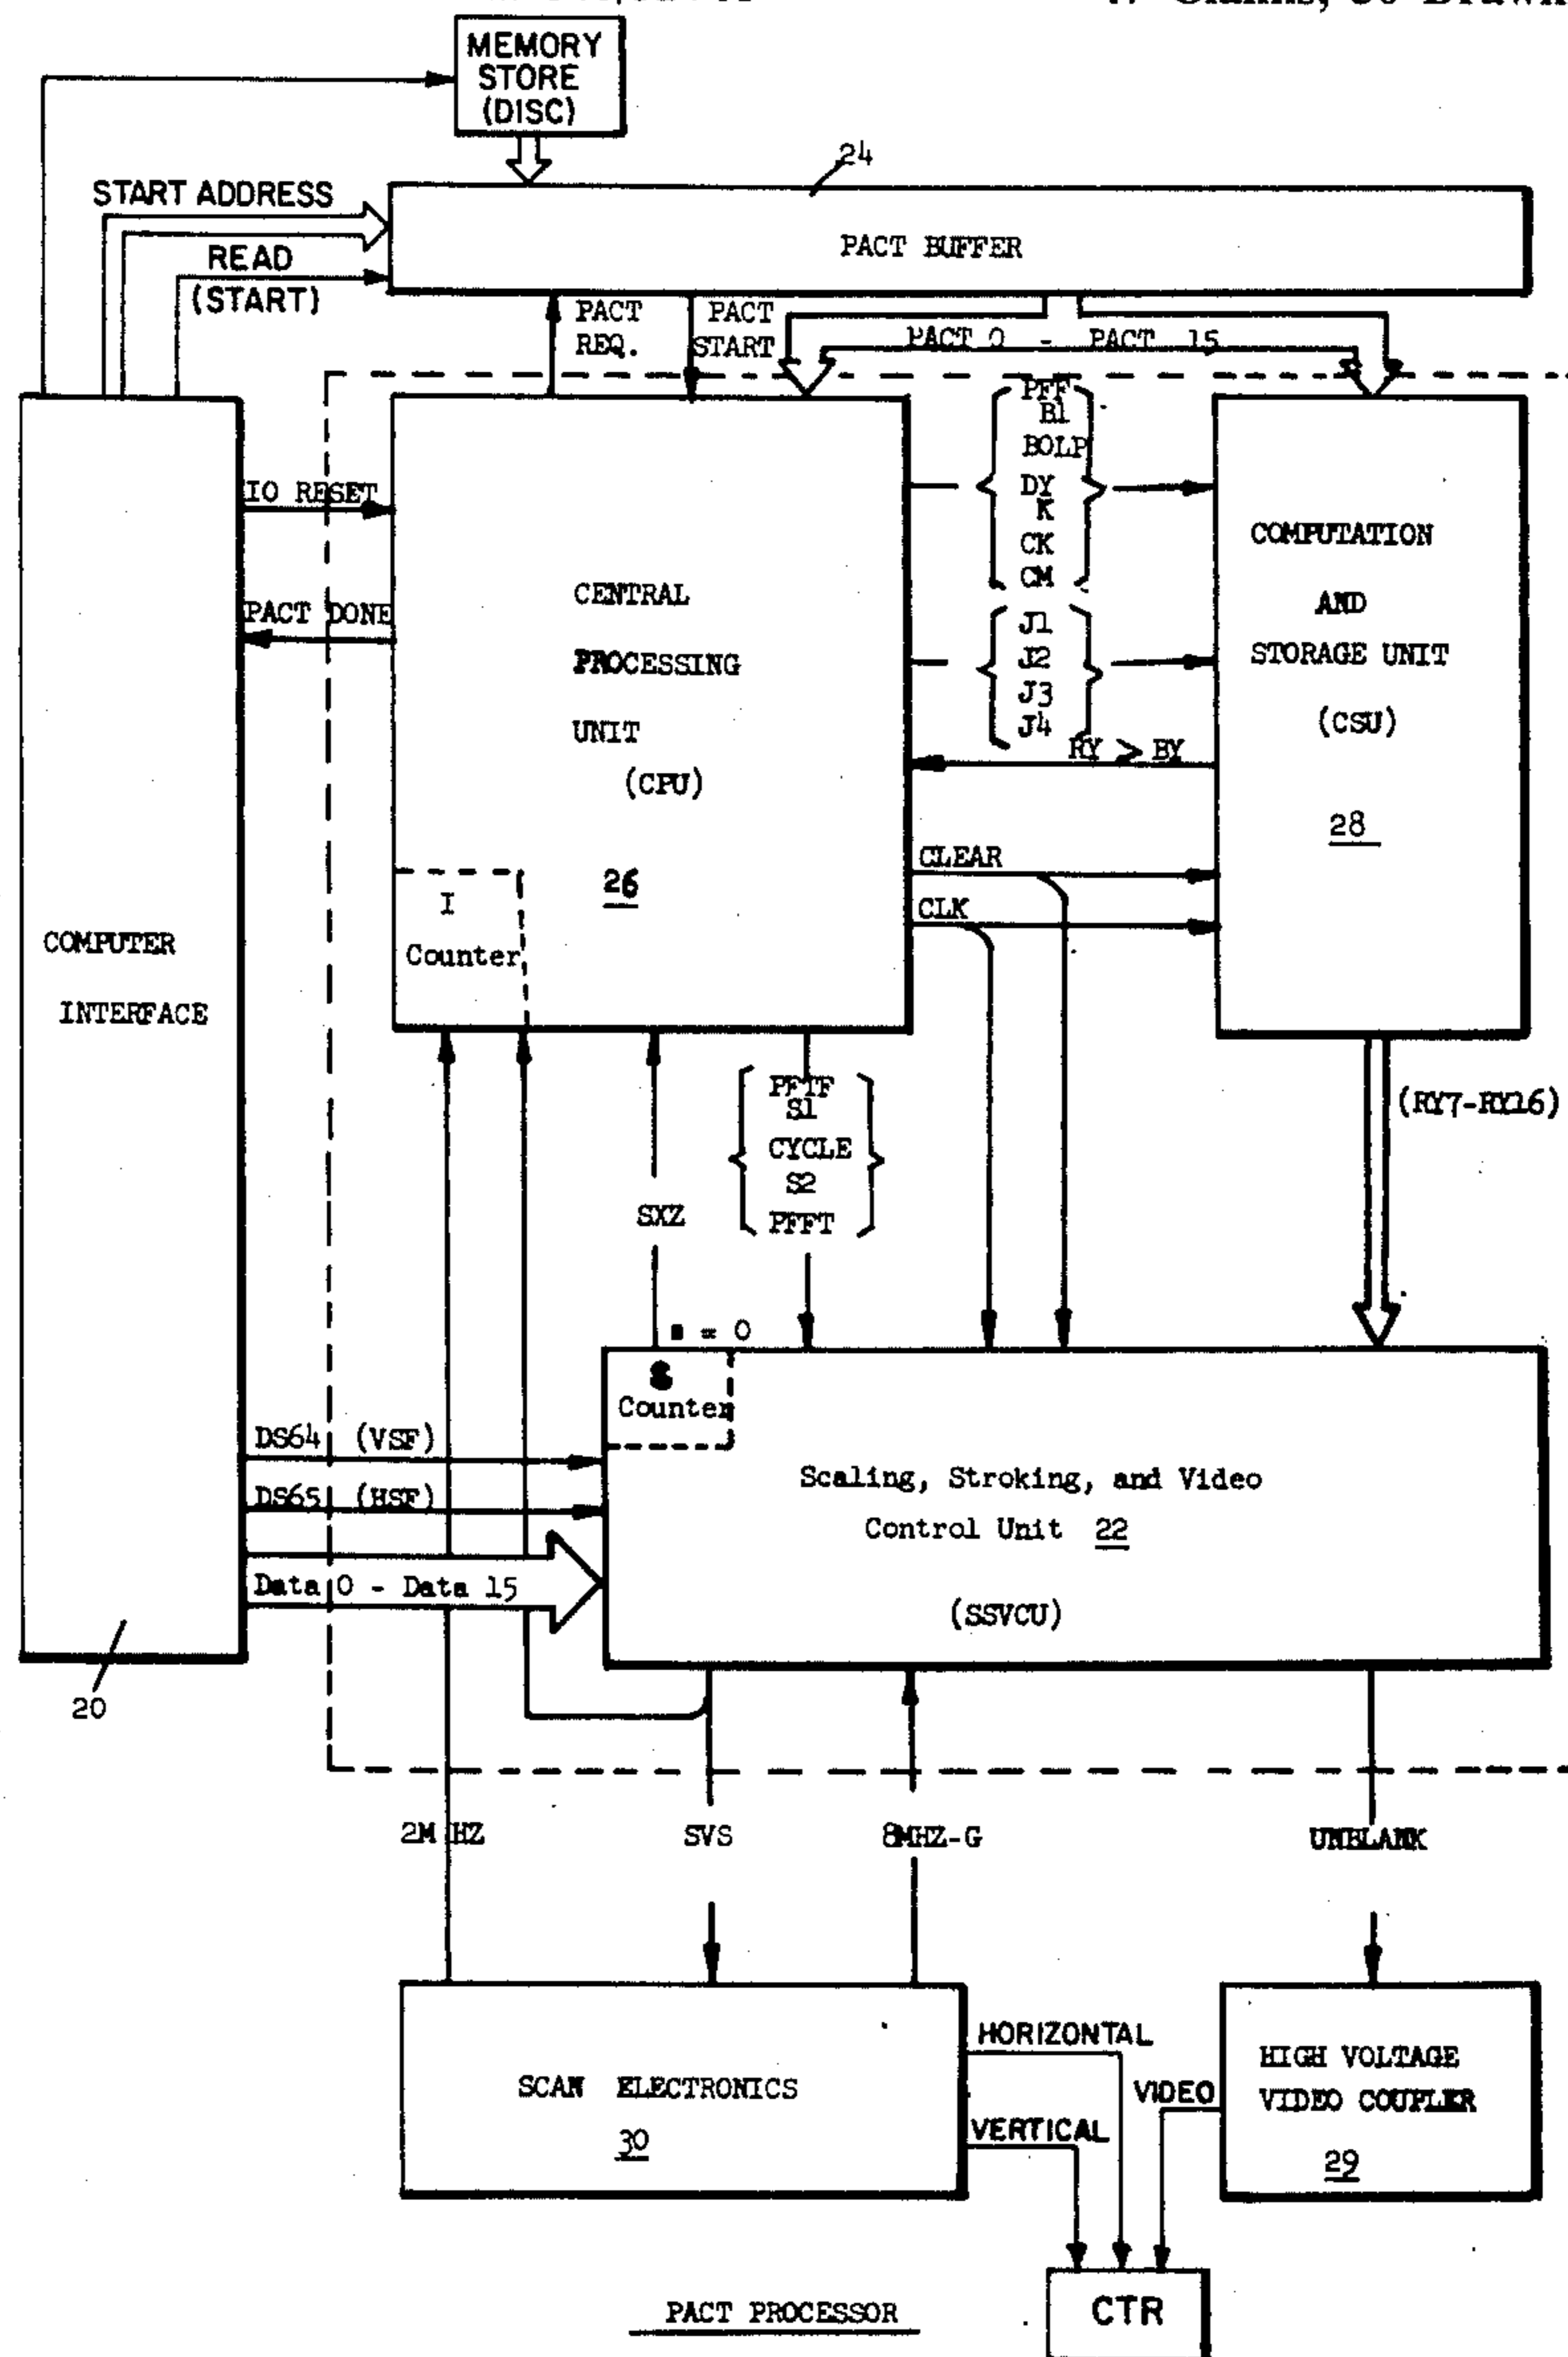 MEMORY
STORE
(DISC)
24
START ADDRESS
PACT BUFFER
READ
(START)
PACT
REQ.
PACT
START
PACT 0 - PACT 15
PFF
B1
BOLP
DY
K
CK
CM
IO RESET
COMPUTATION
AND
STORAGE UNIT
(CSU)
28
CENTRAL
PROCESSING
UNIT
(CPU)
26
PACT DONE
J1
J2
J3
J4
RY > BY
CLEAR
CLK
I
Counter
COMPUTER
INTERFACE
PFTF
S1
CYCLE
S2
PFFT
(RY7-RY16)
SXZ
= 0
S
Counter
DS64 (VSF)
DS65 (HSF)
Data 0 - Data 15
Scaling, Stroking, and Video
Control Unit 22
(SSVCU)
20
2M HZ
SVS
8MHZ-G
UNBLANK
HORIZONTAL
SCAN ELECTRONICS
30
VERTICAL
VIDEO
HIGH VOLTAGE
VIDEO COUPLER
29
PACT PROCESSOR
CTR